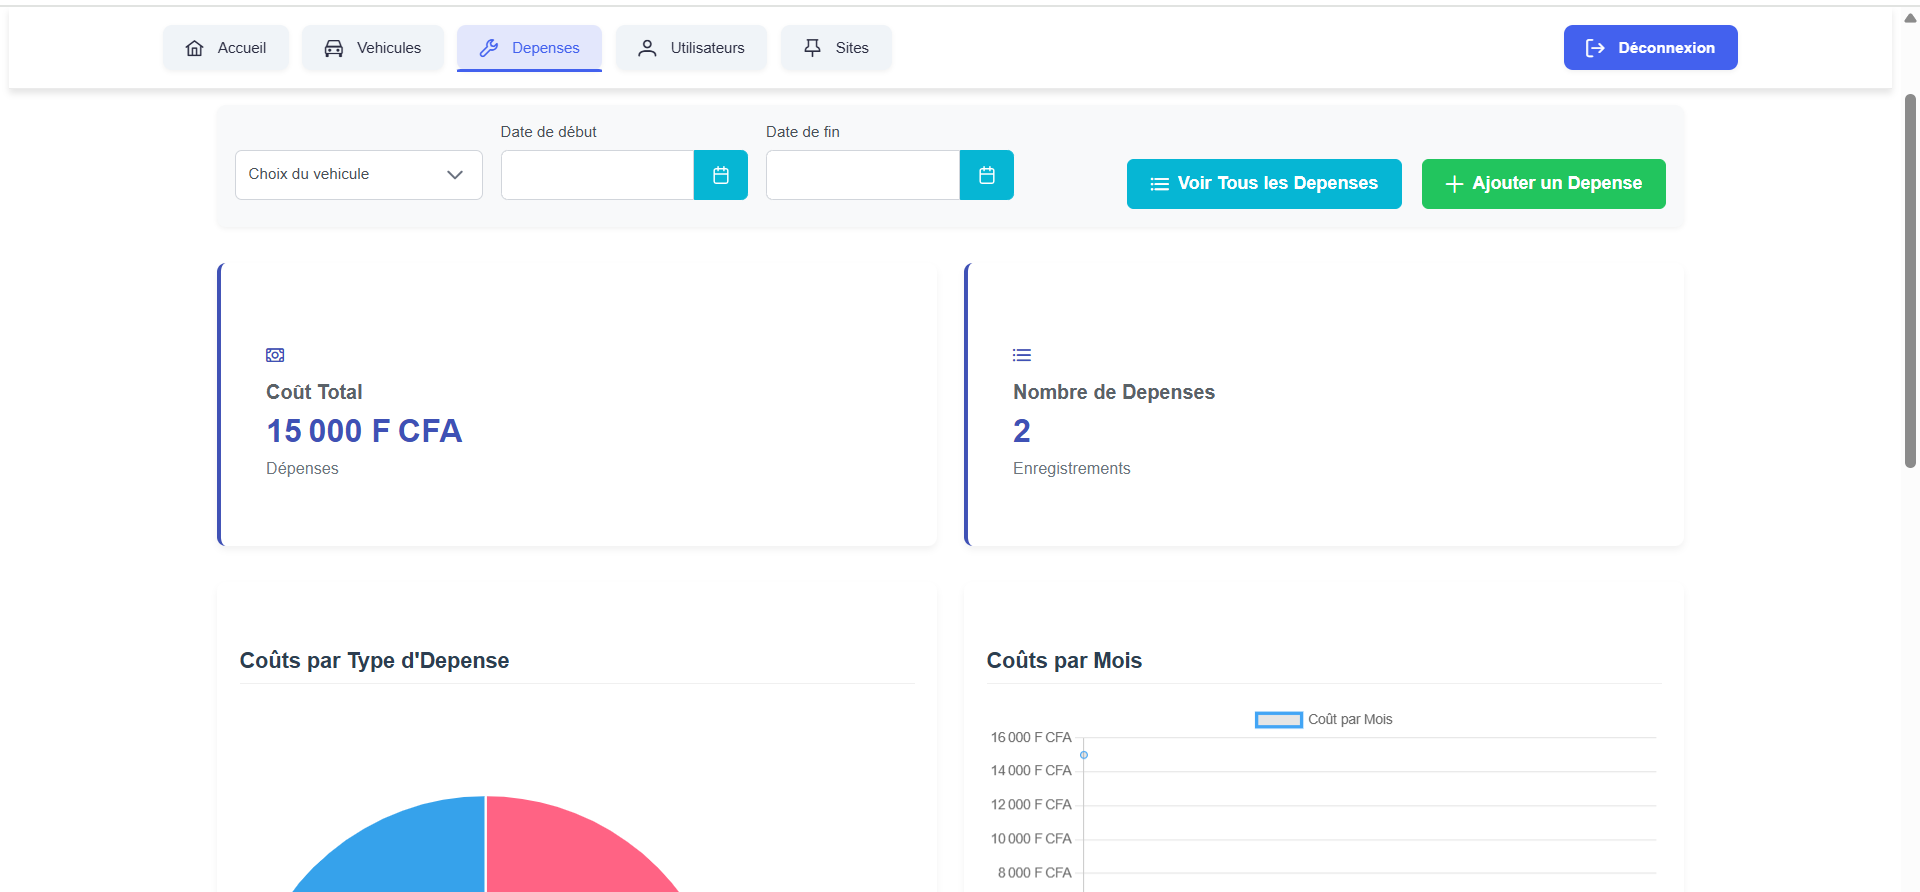 Accueil
Vehicules
Depenses
Utilisateurs
Sites
Déconnexion
Date de début
Date de fin
Choix du vehicule
Voir Tous les Depenses
Ajouter un Depense
Coût Total
15 000 F CFA
Dépenses
Nombre de Depenses
2
Enregistrements
Coûts par Type d'Depense
Coûts par Mois
Coût par Mois
16 000 F CFA
14 000 F CFA
12 000 F CFA
10 000 F CFA
8 000 F CFA